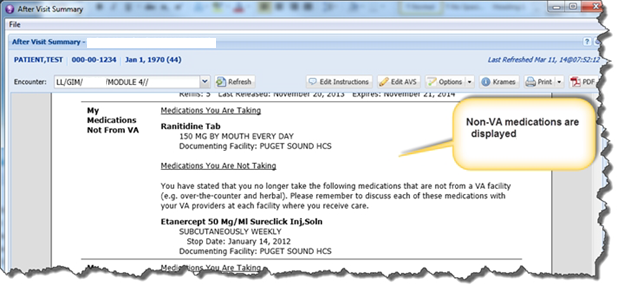 After Visit Summary
File
After Visit Summary -
PATIENT,TEST 000-00-1234 Jan 1, 1970 (44) Last Refreshed Mar 11, 14@07:52:12
Encounter: LL/GIM/ /MODULE 4// Refresh Edit Instructions Edit AVS Options Krames Print PDF
Refills: 5 Last Released: November 20, 2013 Expires: November 21, 2014
My Medications Not From VA
Medications You Are Taking
Ranitidine Tab
150 MG BY MOUTH EVERY DAY
Documenting Facility: PUGET SOUND HCS
Medications You Are Not Taking
You have stated that you no longer take the following medications that are not from a VA facility
(e.g. over-the-counter and herbal). Please remember to discuss each of these medications with
your VA providers at each facility where you receive care.
Etanercept 50 Mg/Ml Sureclick Inj,Soln
SUBCUTANEOUSLY WEEKLY
Stop Date: January 14, 2012
Documenting Facility: PUGET SOUND HCS
My Medications You Are Taking
Non-VA medications are
displayed